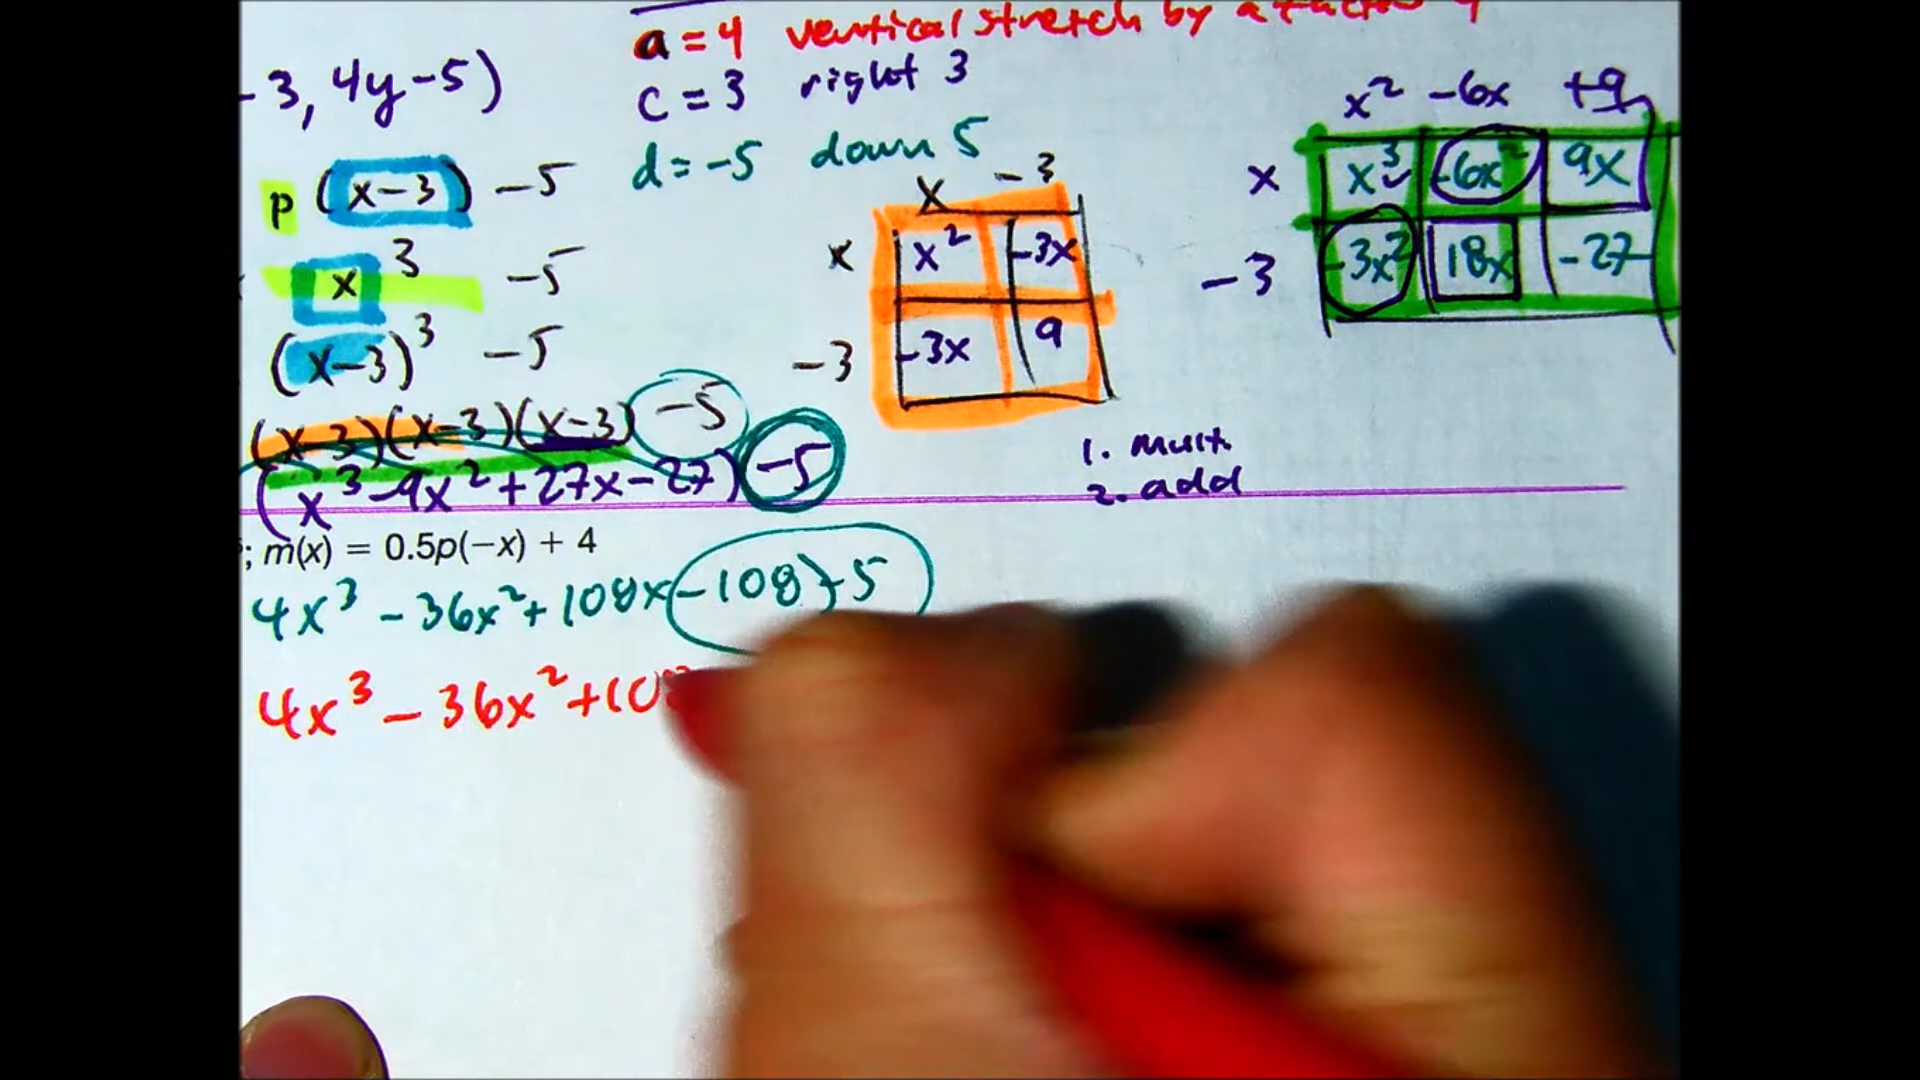 a = 4 vertical stretch by a factor 4
-3, 4y-5)
c = 3 right 3
d = -5 down 5
p (x-3) -5
x³ -5
(x-3)³ -5
(x-3)(x-3)(x-3) -5
(x³-9x²+27x-27) -5
x -3
x x² -3x
-3 -3x 9
x² -6x +9
x x³ -6x² 9x
-3 -3x² 18x -27
1. mult.
2. add
; m(x) = 0.5p(-x) + 4
4x³ - 36x² + 108x - 108 - 5
4x³ - 36x² + 108